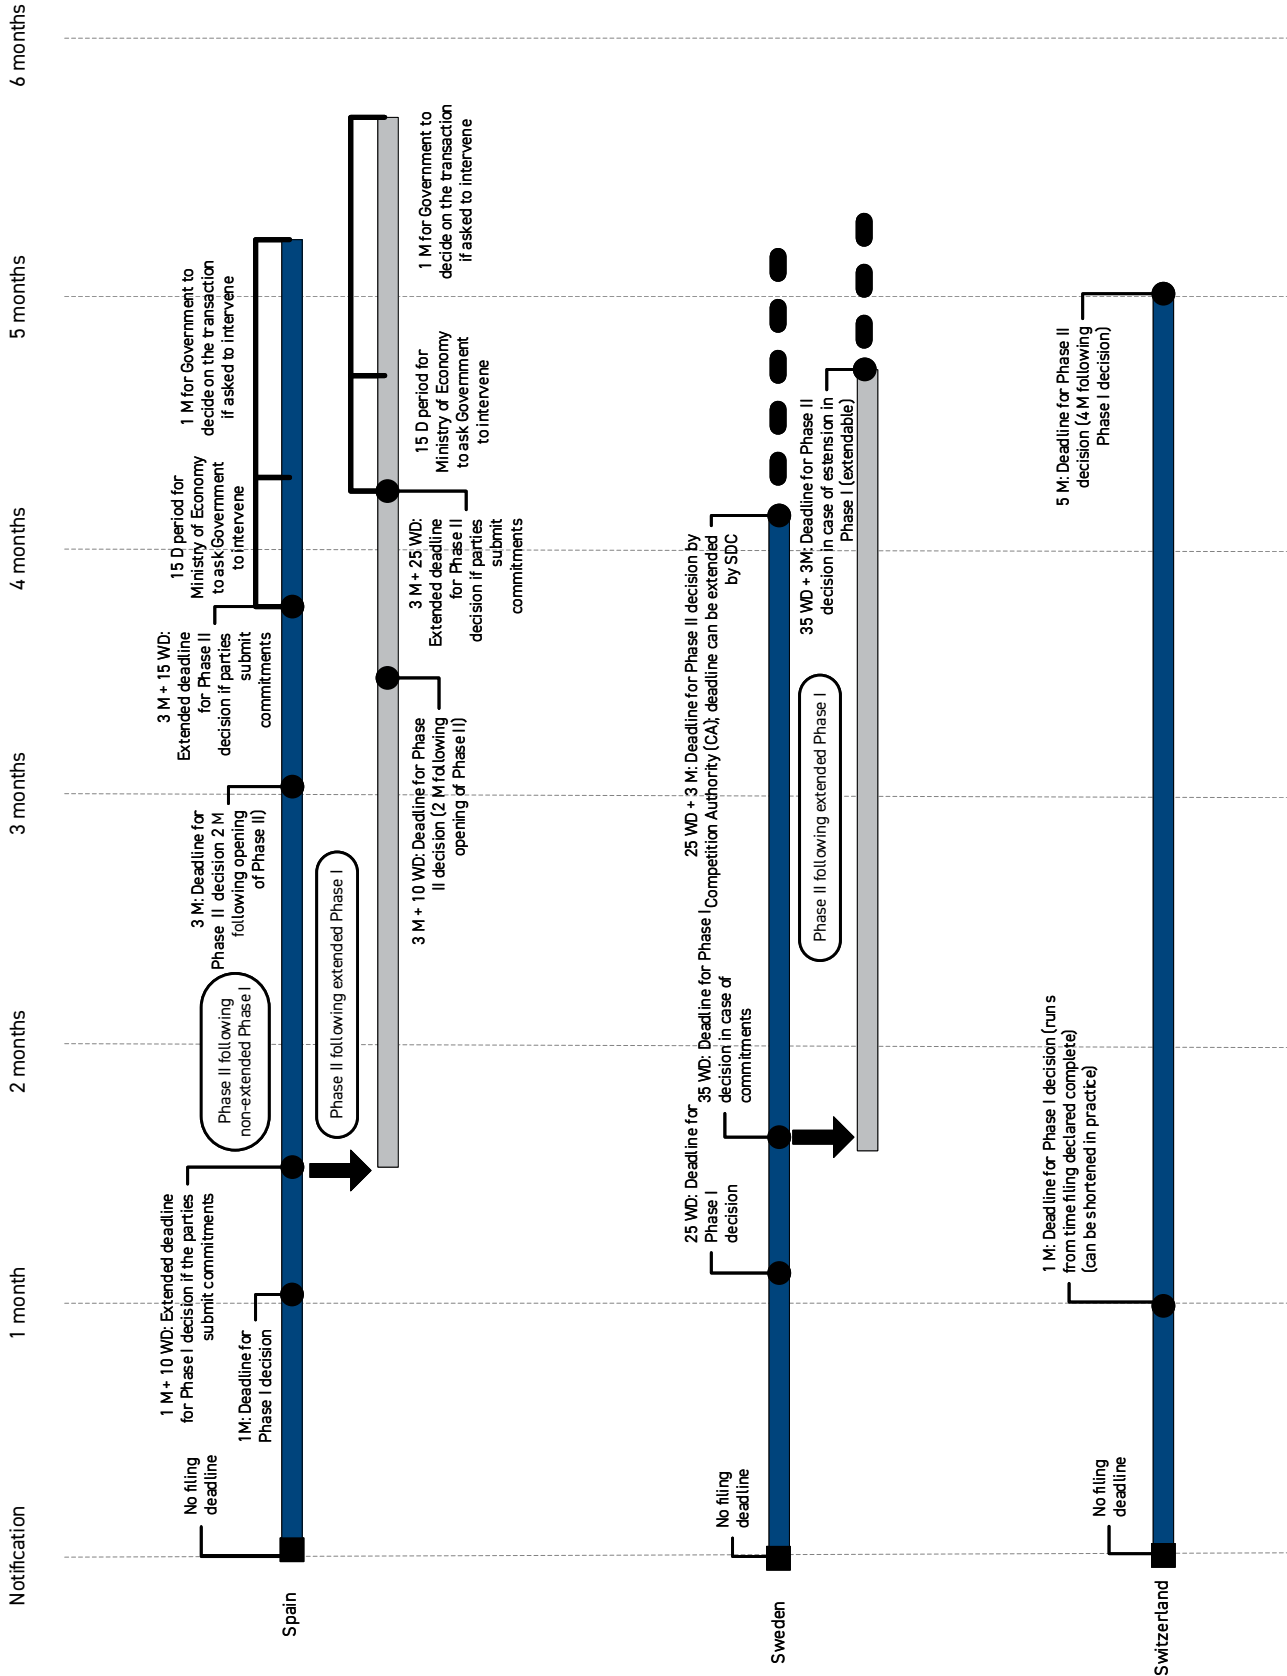 Notification
1 month
2 months
3 months
4 months
5 months
6 months
Spain
No filing
deadline
1M: Deadline for
Phase I decision
1 M + 10 WD: Extended deadline
for Phase I decision if the parties
submit commitments
Phase II following
non-extended Phase I
3 M: Deadline for
Phase II decision 2 M
following opening
of Phase II)
3 M + 15 WD:
Extended deadline
for Phase II
decision if parties
submit
commitments
15 D period for
Ministry of Economy
to ask Government
to intervene
1 M for Government to
decide on the transaction
if asked to intervene
Phase II following extended Phase I
3 M + 10 WD: Deadline for Phase
II decision (2 M following
opening of Phase II)
3 M + 25 WD:
Extended deadline
for Phase II
decision if parties
submit
commitments
15 D period for
Ministry of Economy
to ask Government
to intervene
1 M for Government to
decide on the transaction
if asked to intervene
Sweden
No filing
deadline
25 WD: Deadline for
Phase I
decision
35 WD: Deadline for Phase I
decision in case of
commitments
25 WD + 3 M: Deadline for Phase II decision by
Competition Authority (CA); deadline can be extended
by SDC
Phase II following extended Phase I
35 WD + 3M: Deadline for Phase II
decision in case of estension in
Phase I (extendable)
Switzerland
No filing
deadline
1 M: Deadline for Phase I decision (runs
from time filing declared complete)
(can be shortened in practice)
5 M: Deadline for Phase II
decision (4 M following
Phase I decision)